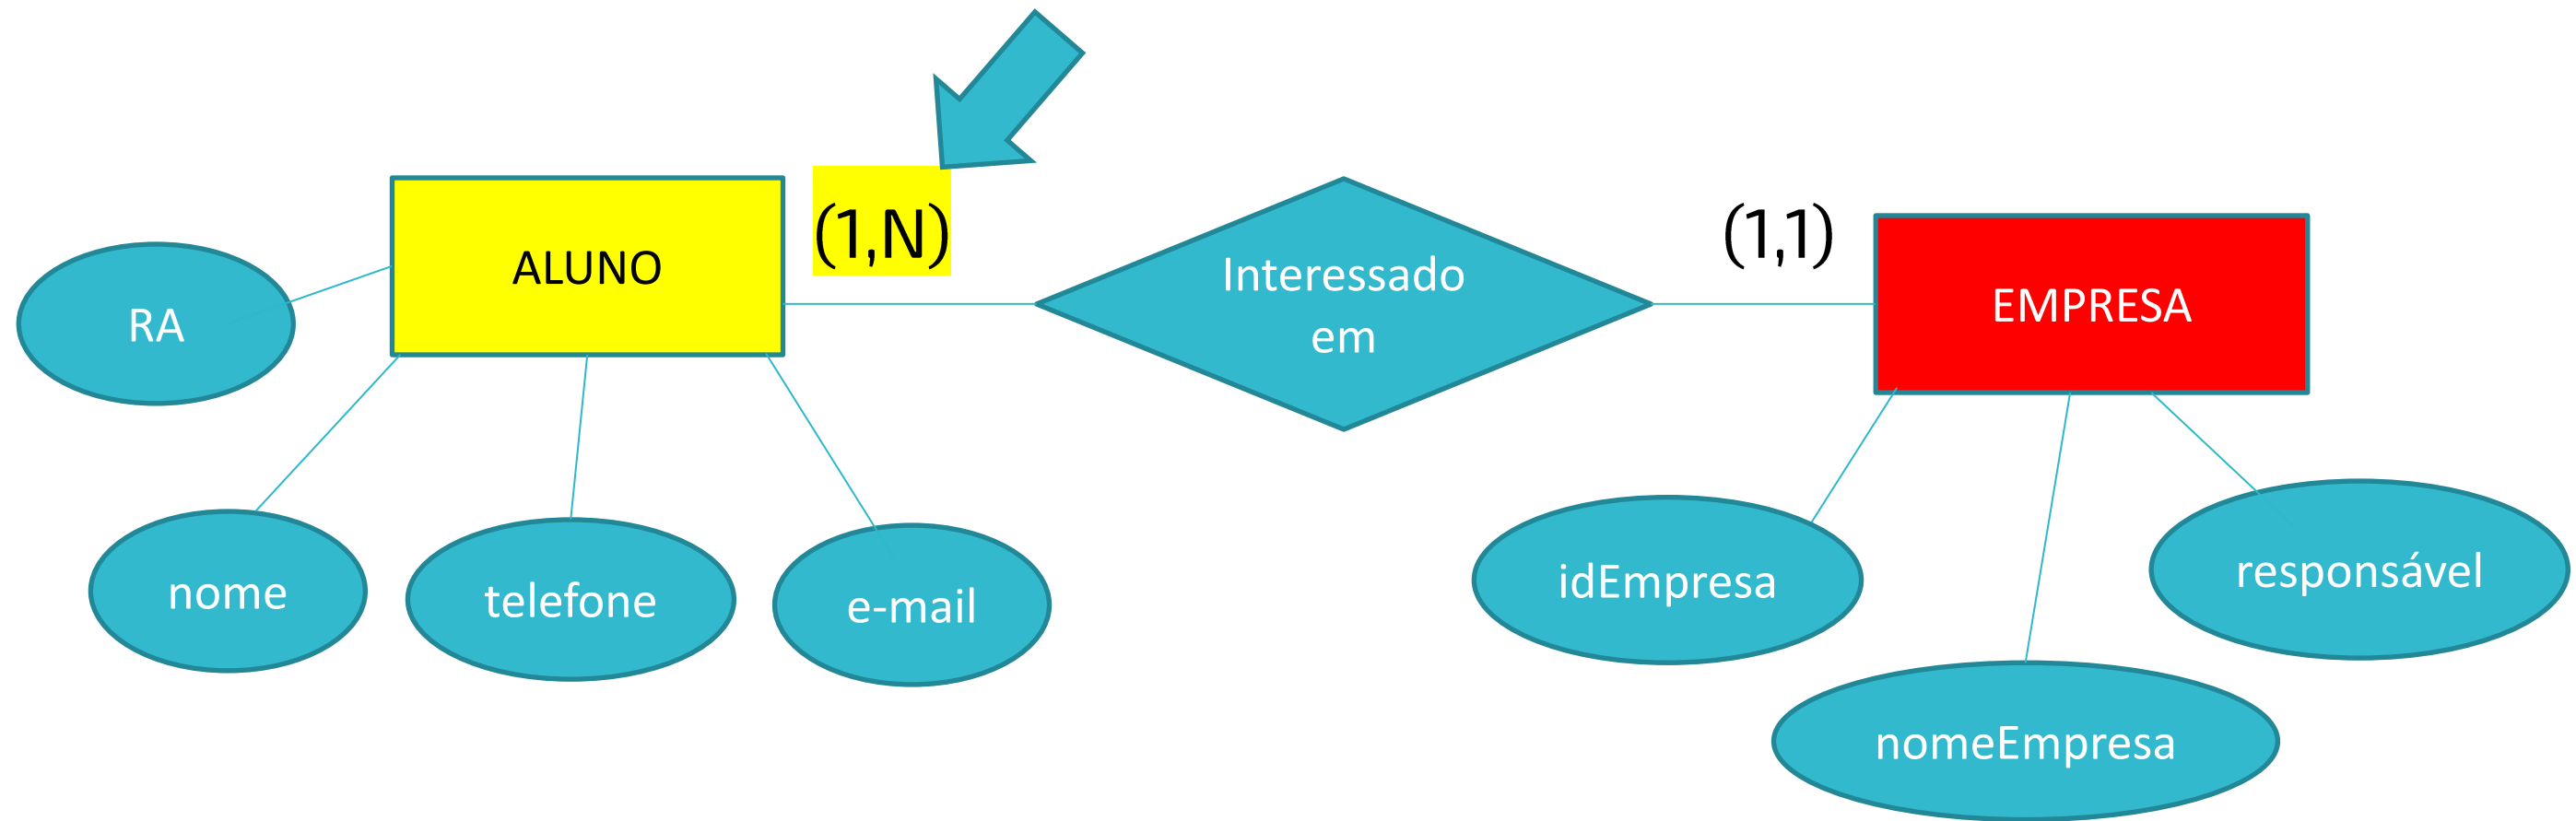 ALUNO
(1,N)
Interessado
em
(1,1)
EMPRESA
RA
nome
telefone
e-mail
idEmpresa
nomeEmpresa
responsável